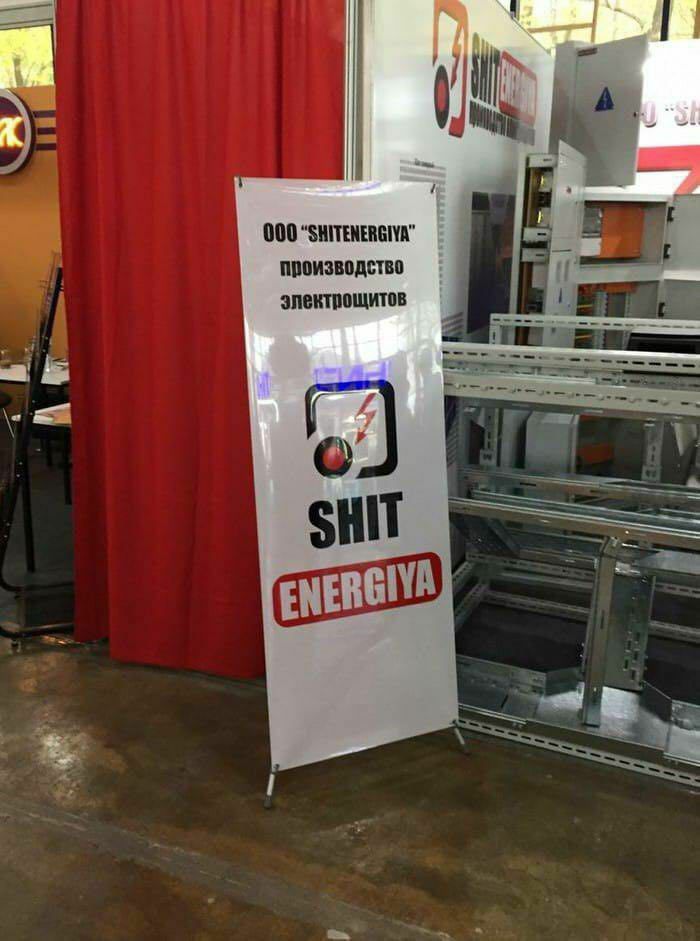 ООО "SHITENERGIYA"
производство
электрощитов
SHIT
ENERGIYA
SHIT ENERGIYA